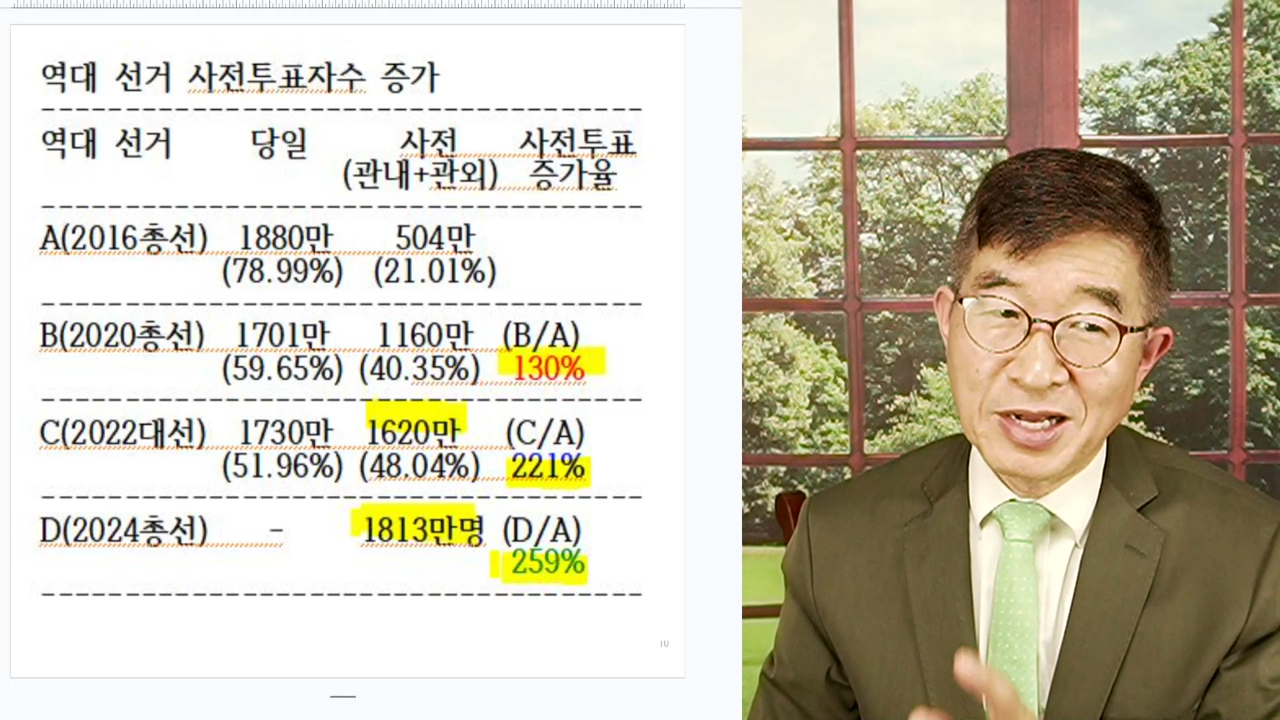 역대 선거 사전투표자수 증가
역대 선거 당일 사전 사전투표
(관내+관외) 증가율
A(2016총선) 1880만 504만
(78.99%) (21.01%)
B(2020총선) 1701만 1160만 (B/A)
(59.65%) (40.35%) 130%
C(2022대선) 1730만 1620만 (C/A)
(51.96%) (48.04%) 221%
D(2024총선) - 1813만명 (D/A)
259%
10